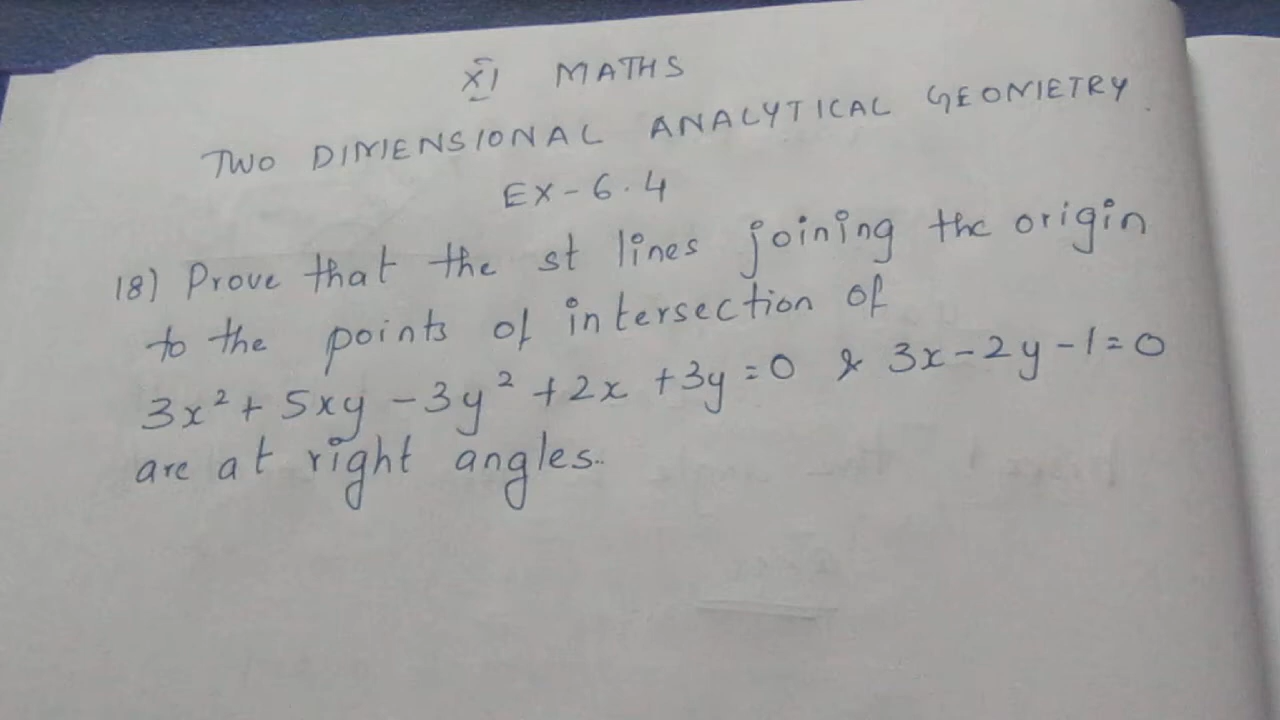 XI MATHS
TWO DIMENSIONAL ANALYTICAL GEOMETRY
EX-6.4
18) Prove that the st lines joining the origin
to the points of intersection of
3x² + 5xy - 3y² + 2x + 3y = 0 & 3x - 2y - 1 = 0
are at right angles.